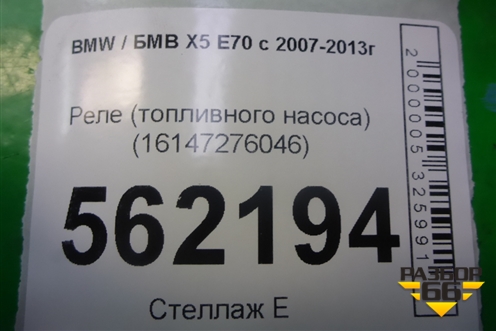 BMW / БМВ X5 E70 с 2007-2013г
Реле (топливного насоса)
(16147276046)
562194
Стеллаж Е
2000005325991
РАЗБОР
66